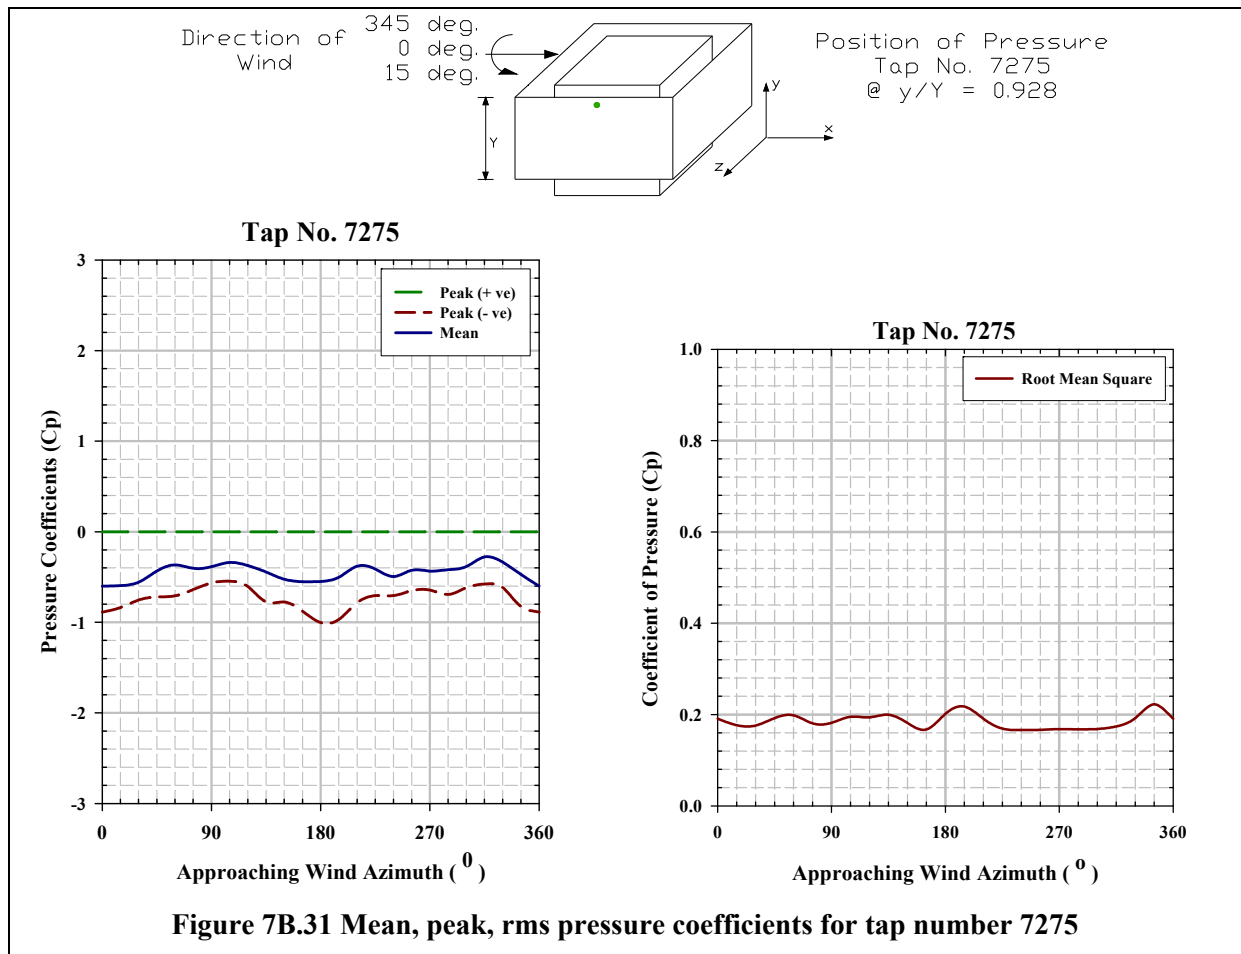 Direction of Wind
345 deg.
0 deg.
15 deg.
Position of Pressure
Tap No. 7275
@ y/Y = 0.928
Y
y
x
z
Tap No. 7275
Peak (+ ve)
Peak (- ve)
Mean
3
2
1
0
-1
-2
-3
0 90 180 270 360
Pressure Coefficients (Cp)
Approaching Wind Azimuth ( 0 )
Tap No. 7275
Root Mean Square
1.0
0.8
0.6
0.4
0.2
0.0
0 90 180 270 360
Coefficient of Pressure (Cp)
Approaching Wind Azimuth ( o )
Figure 7B.31 Mean, peak, rms pressure coefficients for tap number 7275